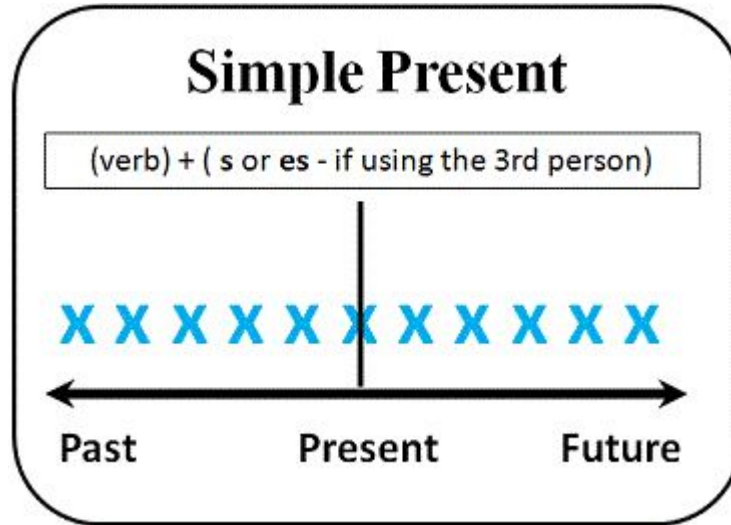 Simple Present
(verb) + ( s or es - if using the 3rd person)
X X X X X X X X X X X
Past Present Future